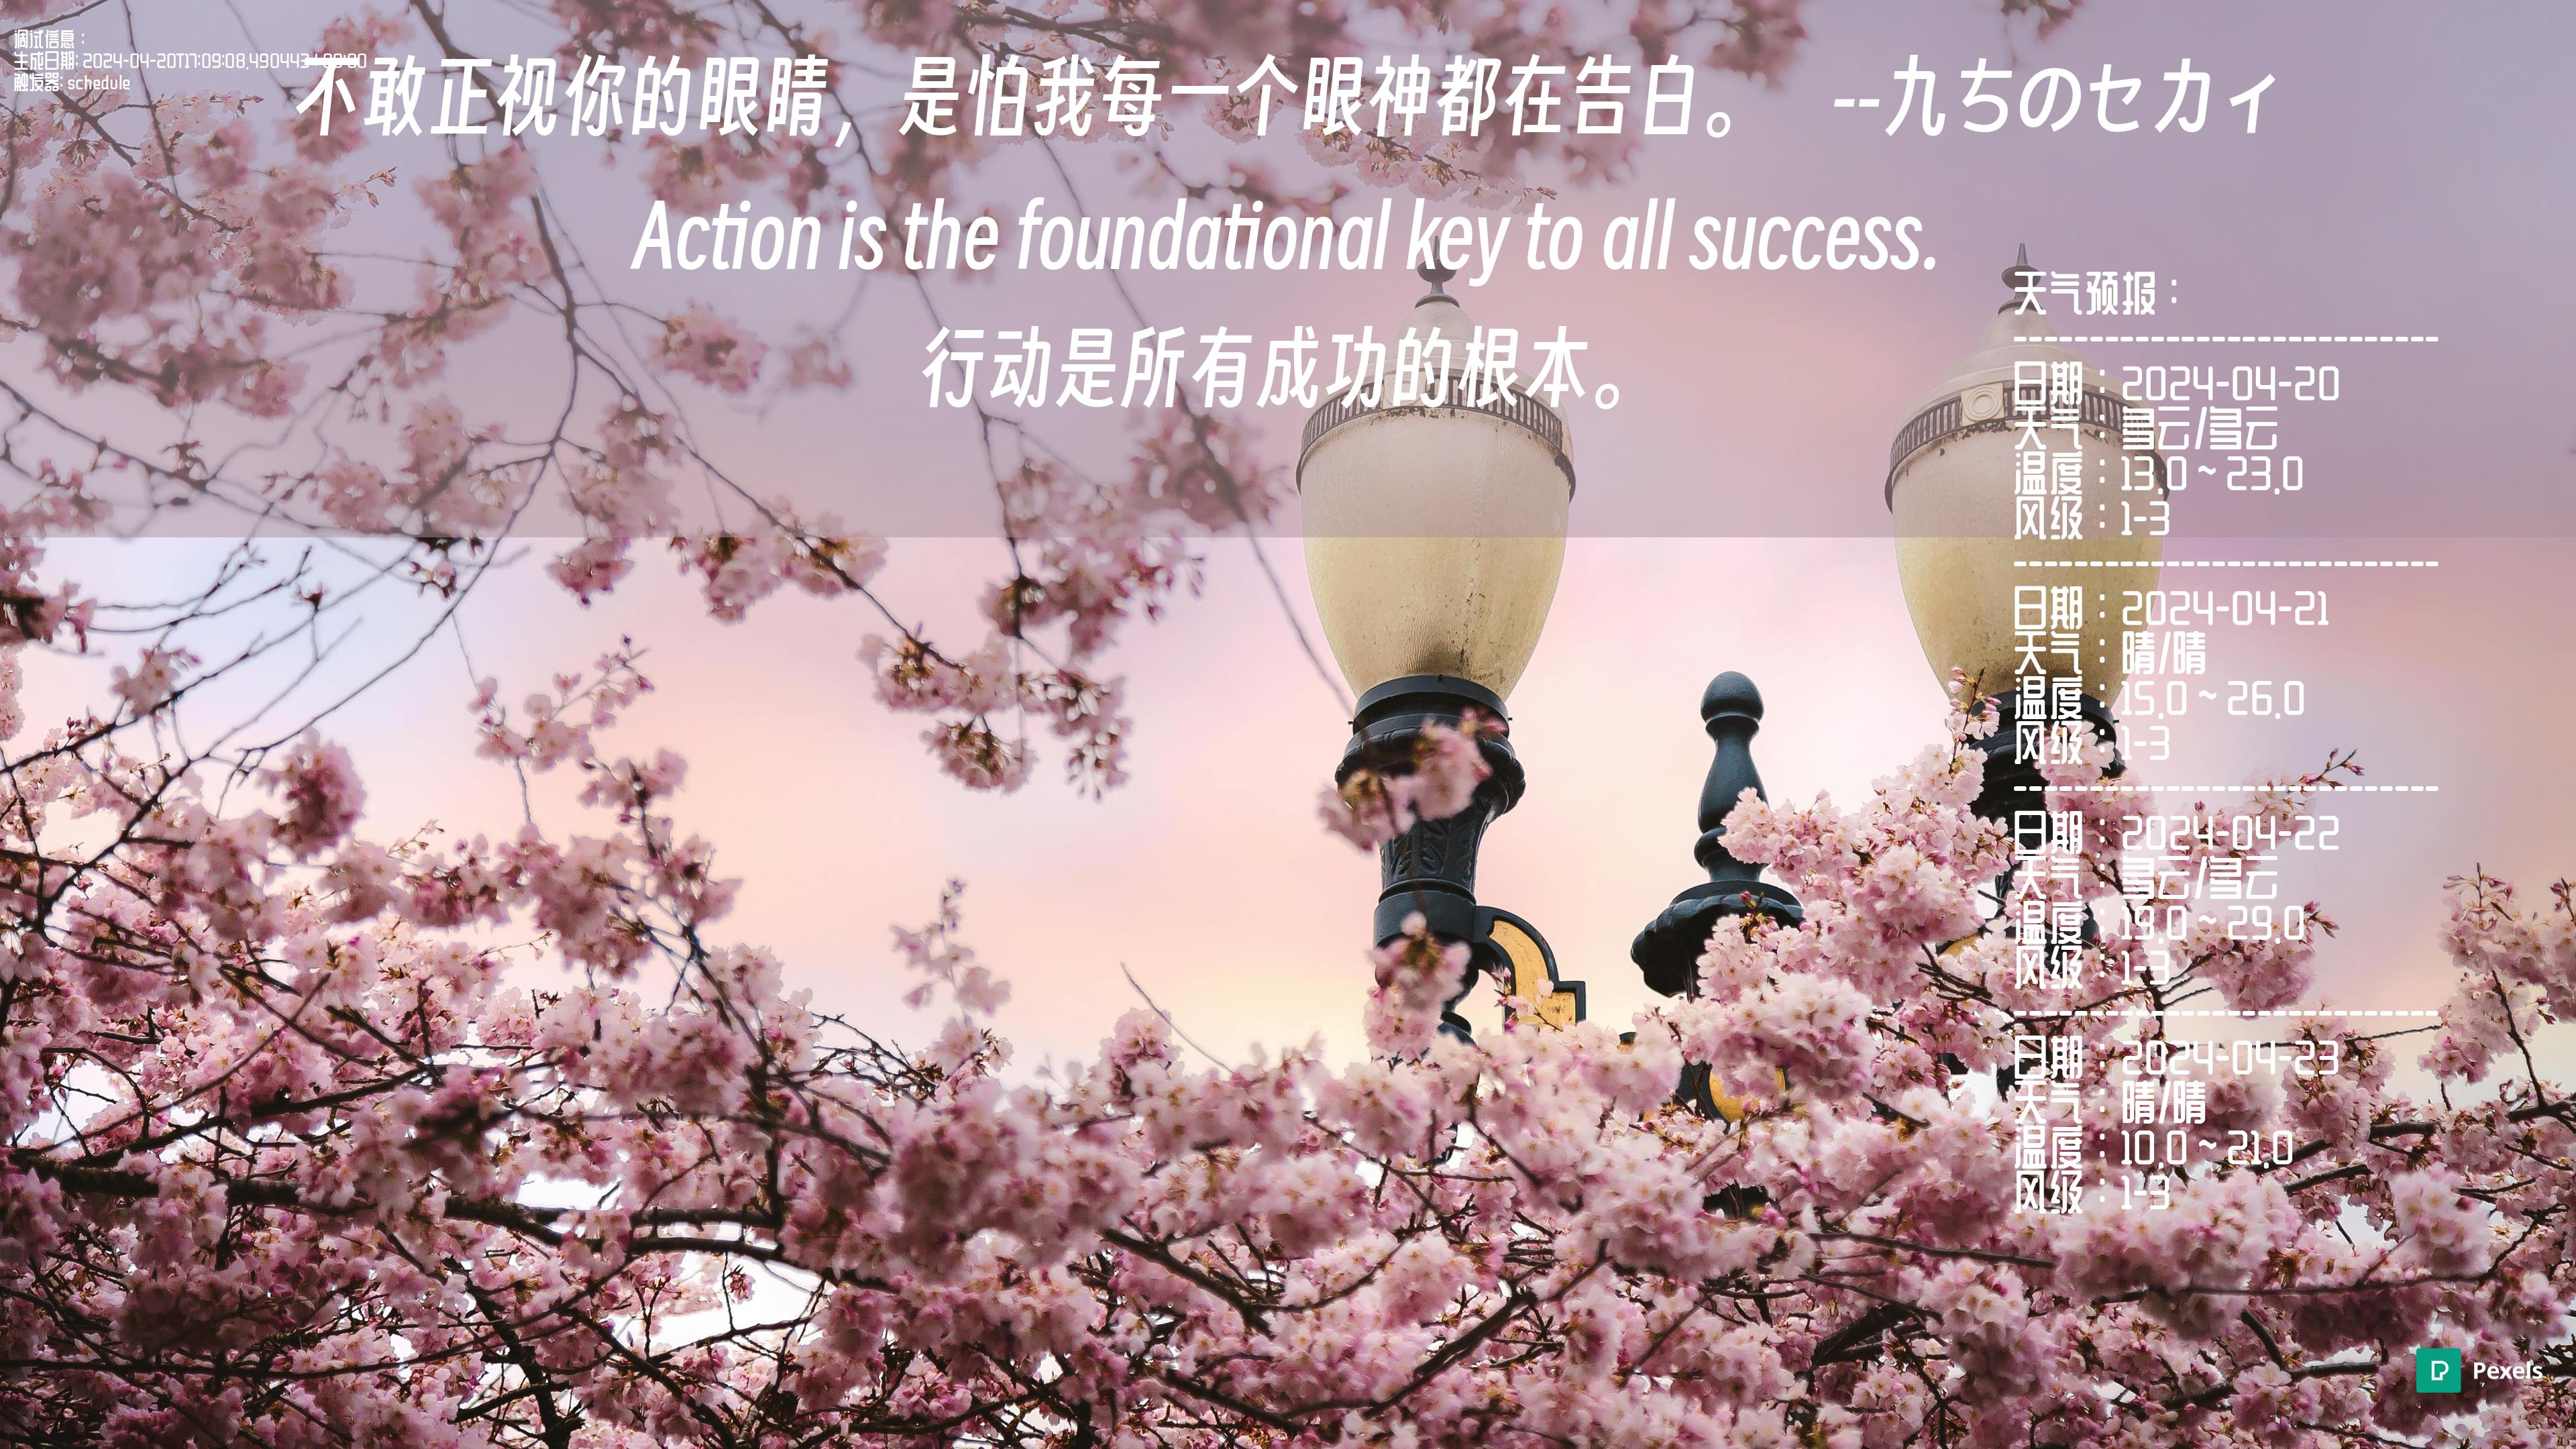 调试信息：
生成日期: 2024-04-20T17:09:08.490443+08:00
触发器: schedule
不敢正视你的眼睛，是怕我每一个眼神都在告白。 --九ちのセカィ
Action is the foundational key to all success.
行动是所有成功的根本。
天气预报：
----------------------------
日期：2024-04-20
天气：多云/多云
温度：13.0 ~ 23.0
风级：1-3
----------------------------
日期：2024-04-21
天气：晴/晴
温度：15.0 ~ 26.0
风级：1-3
----------------------------
日期：2024-04-22
天气：多云/多云
温度：19.0 ~ 29.0
风级：1-3
----------------------------
日期：2024-04-23
天气：晴/晴
温度：10.0 ~ 21.0
风级：1-3
Pexels